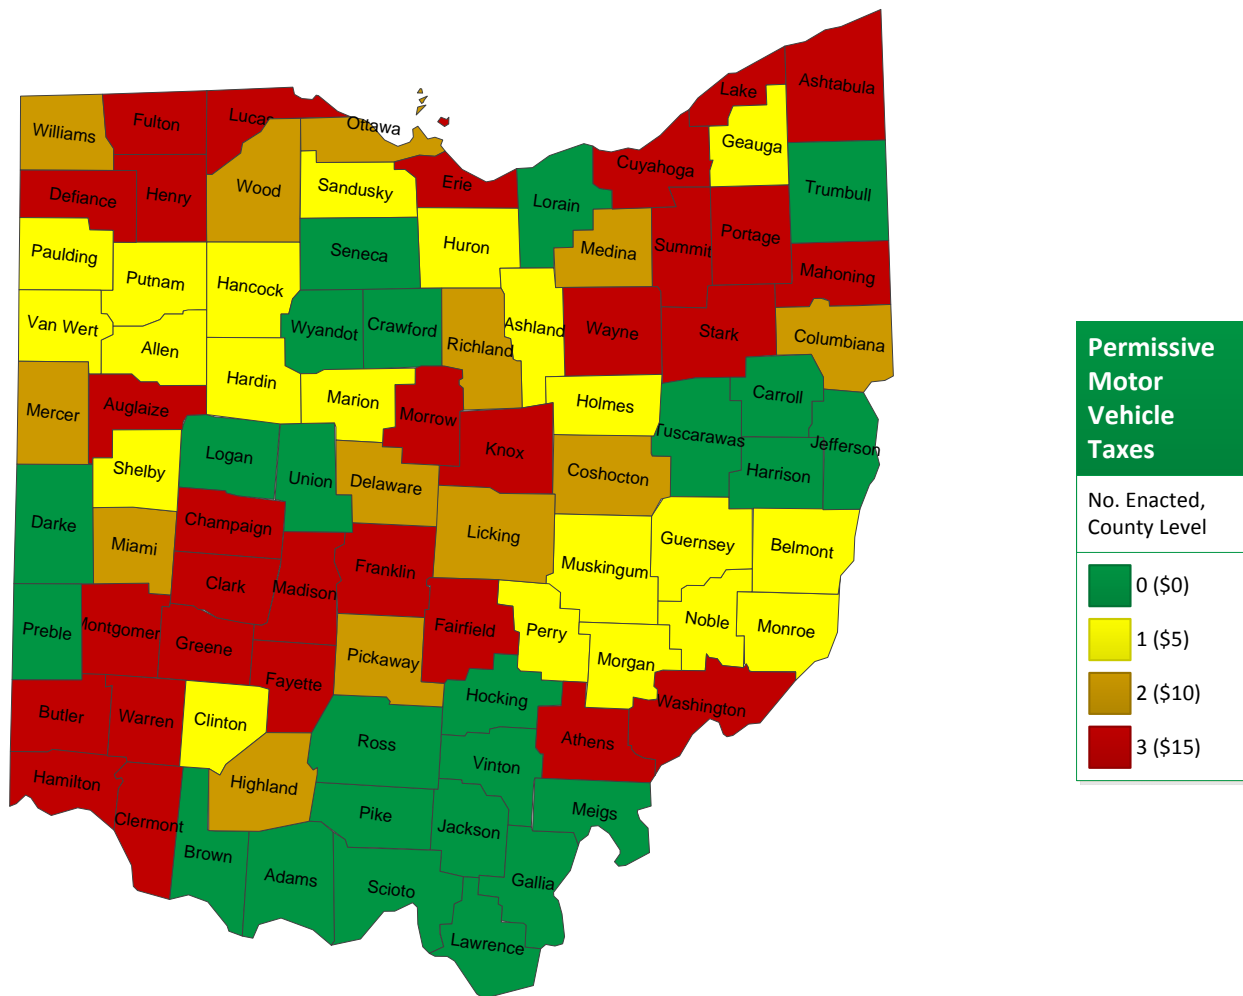 Ashtabula
Lake
Fulton
Lucas
Ottawa
Williams
Geauga
Cuyahoga
Erie
Sandusky
Wood
Trumbull
Henry
Defiance
Lorain
Portage
Huron
Summit
Medina
Seneca
Paulding
Mahoning
Putnam
Hancock
Van Wert
Wyandot
Crawford
Ashland
Wayne
Stark
Columbiana
Richland
Allen
Hardin
Carroll
Holmes
Marion
Mercer
Auglaize
Morrow
Tuscarawas
Jefferson
Knox
Logan
Shelby
Harrison
Union
Coshocton
Delaware
Darke
Champaign
Licking
Guernsey
Belmont
Miami
Franklin
Muskingum
Clark
Madison
Noble
Monroe
Preble
Montgomer
Fairfield
Perry
Greene
Pickaway
Morgan
Fayette
Hocking
Washington
Butler
Warren
Clinton
Ross
Athens
Vinton
Hamilton
Highland
Meigs
Pike
Clermont
Jackson
Brown
Adams
Gallia
Scioto
Lawrence
Permissive
Motor
Vehicle
Taxes
No. Enacted,
County Level
0 ($0)
1 ($5)
2 ($10)
3 ($15)